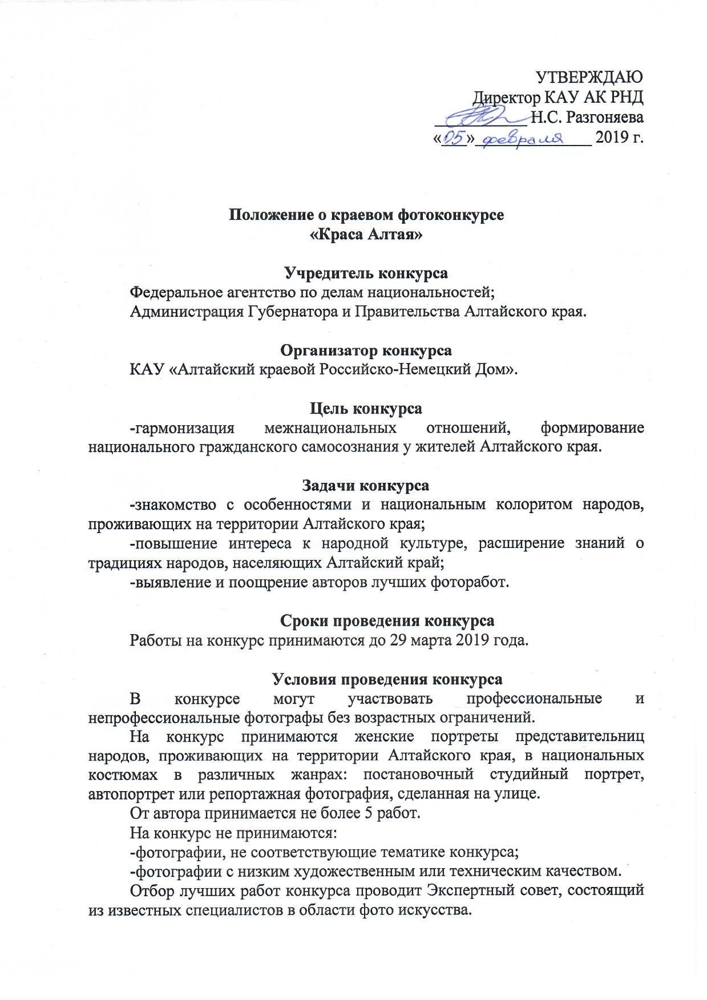 УТВЕРЖДАЮ
Директор КАУ АК РНД
____________ Н.С. Разгоняева
«05» февраля 2019 г.
Положение о краевом фотоконкурсе
«Краса Алтая»
Учредитель конкурса
Федеральное агентство по делам национальностей;
Администрация Губернатора и Правительства Алтайского края.
Организатор конкурса
КАУ «Алтайский краевой Российско-Немецкий Дом».
Цель конкурса
-гармонизация межнациональных отношений, формирование
национального гражданского самосознания у жителей Алтайского края.
Задачи конкурса
-знакомство с особенностями и национальным колоритом народов,
проживающих на территории Алтайского края;
-повышение интереса к народной культуре, расширение знаний о
традициях народов, населяющих Алтайский край;
-выявление и поощрение авторов лучших фоторабот.
Сроки проведения конкурса
Работы на конкурс принимаются до 29 марта 2019 года.
Условия проведения конкурса
В конкурсе могут участвовать профессиональные и
непрофессиональные фотографы без возрастных ограничений.
На конкурс принимаются женские портреты представительниц
народов, проживающих на территории Алтайского края, в национальных
костюмах в различных жанрах: постановочный студийный портрет,
автопортрет или репортажная фотография, сделанная на улице.
От автора принимается не более 5 работ.
На конкурс не принимаются:
-фотографии, не соответствующие тематике конкурса;
-фотографии с низким художественным или техническим качеством.
Отбор лучших работ конкурса проводит Экспертный совет, состоящий
из известных специалистов в области фото искусства.